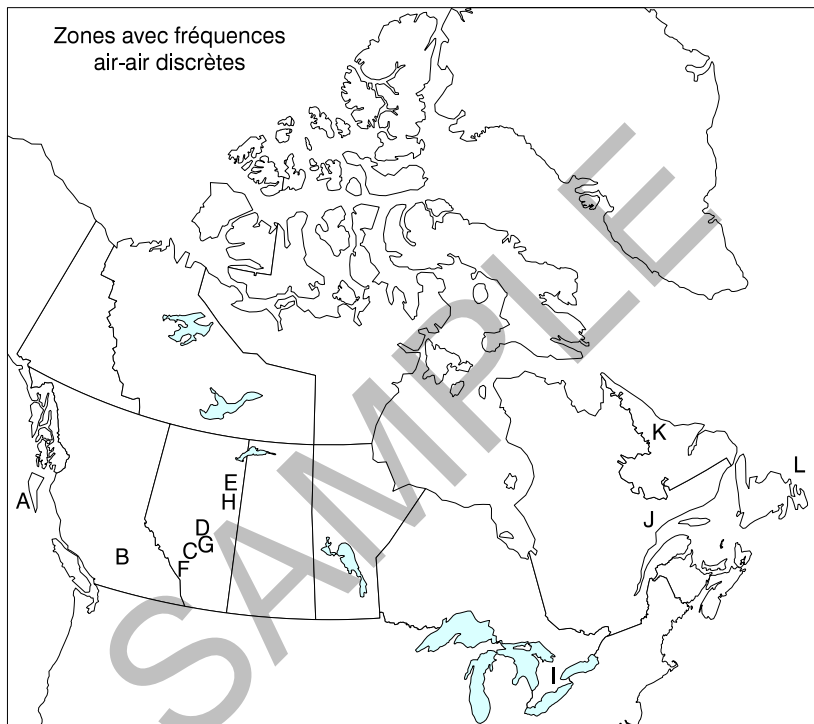 Zones avec fréquences
air-air discrètes
SAMPLE
K
L
E
A
H
D
J
G
C
B
F
I